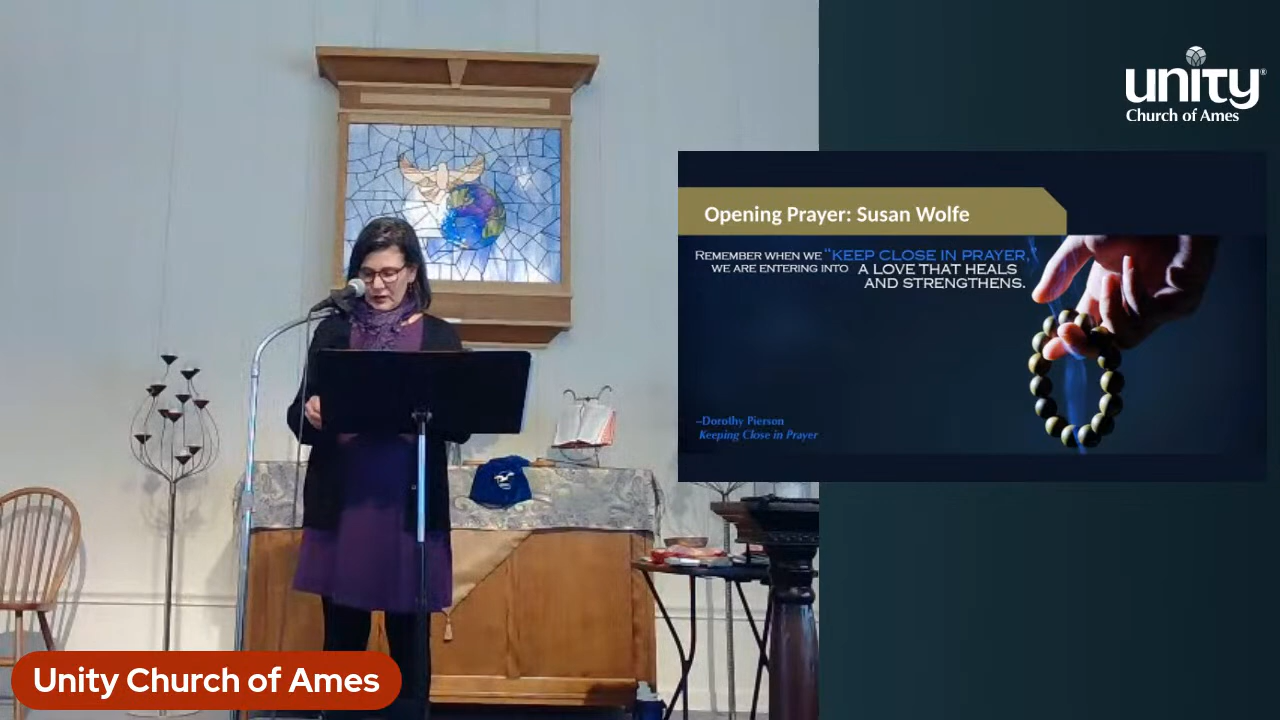 unity®
Church of Ames
Opening Prayer: Susan Wolfe
REMEMBER WHEN WE "KEEP CLOSE IN PRAYER,"
WE ARE ENTERING INTO A LOVE THAT HEALS
AND STRENGTHENS.
–Dorothy Pierson
Keeping Close in Prayer
Unity Church of Ames